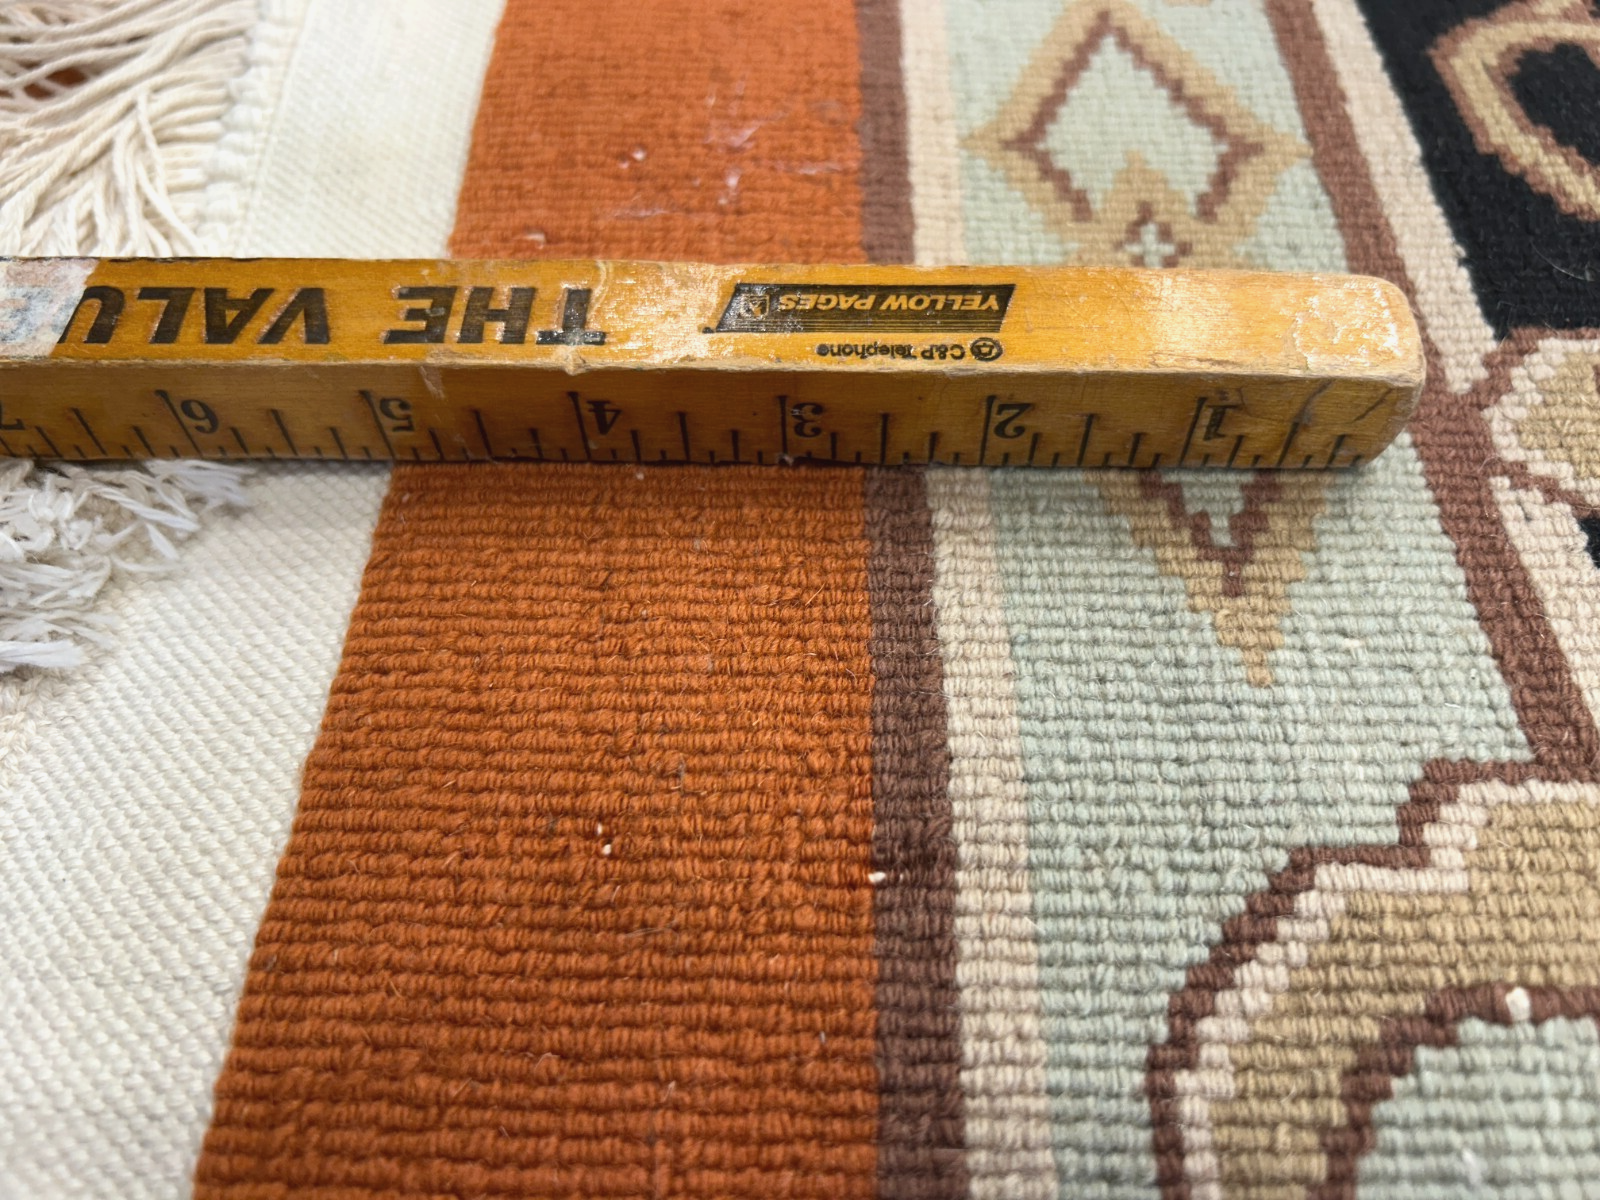 THE VALU
YELLOW PAGES
C&P Telephone
1 2 3 4 5 6 7